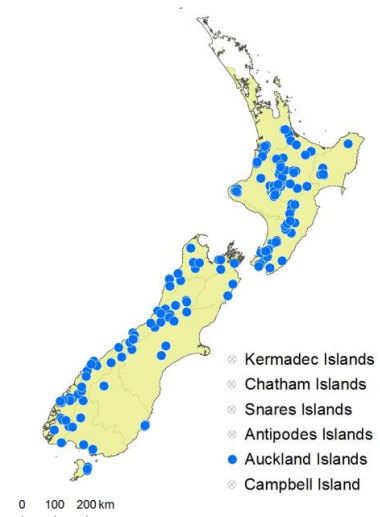 Kermadec Islands
Chatham Islands
Snares Islands
Antipodes Islands
Auckland Islands
Campbell Island
0 100 200 km